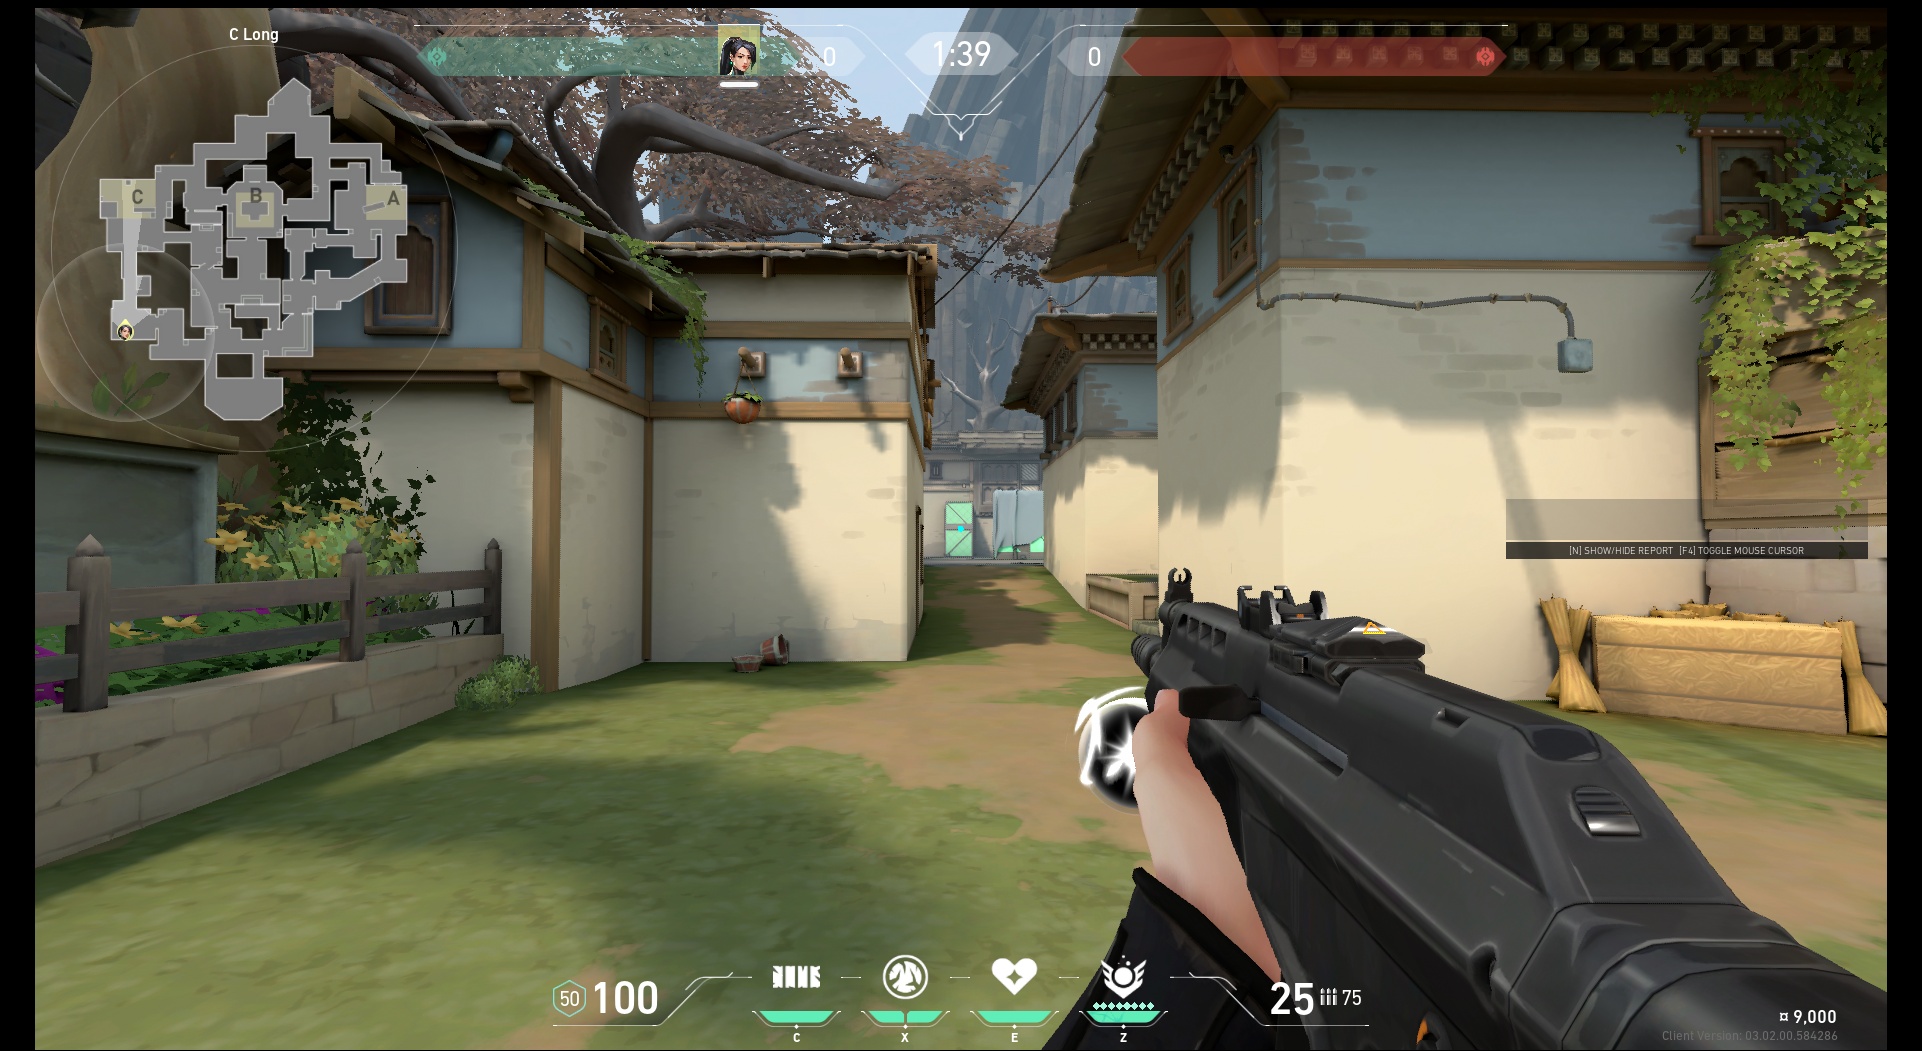 C Long
0
1:39
0
C
B
A
[N] SHOW/HIDE REPORT [F4] TOGGLE MOUSE CURSOR
50 100
25 75
C
X
E
Z
¤ 9,000
Client Version: 03.02.00.584286